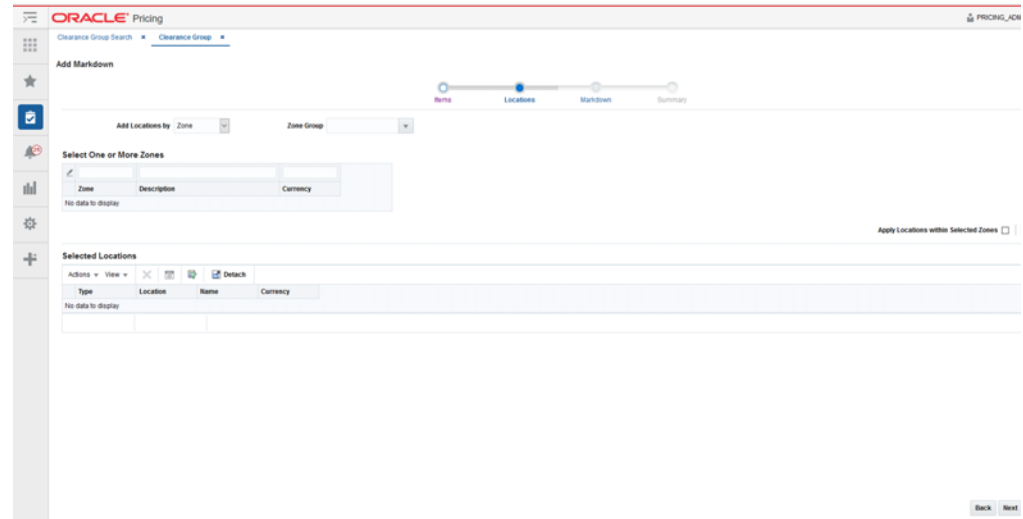 ORACLE® Pricing
PRICING_ADM
Clearance Group Search
Clearance Group
Add Markdown
Items
Locations
Markdown
Summary
Add Locations by Zone
Zone Group
25
Select One or More Zones
Zone Description Currency
No data to display
Apply Locations within Selected Zones
Selected Locations
Actions View Detach
Type Location Name Currency
No data to display
Back Next